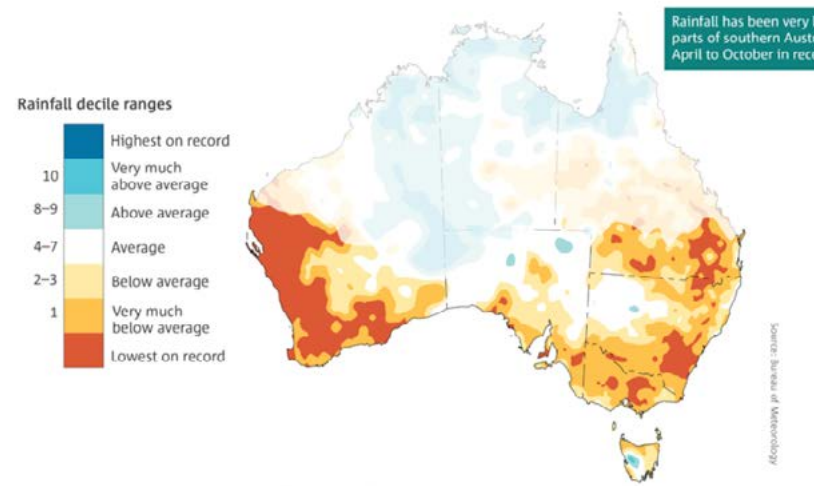 Rainfall has been very
parts of southern
April to October in
Rainfall decile ranges
Highest on record
10 Very much
above average
8–9 Above average
4–7 Average
2–3 Below average
1 Very much
below average
Lowest on record
Source: Bureau of Meteorology